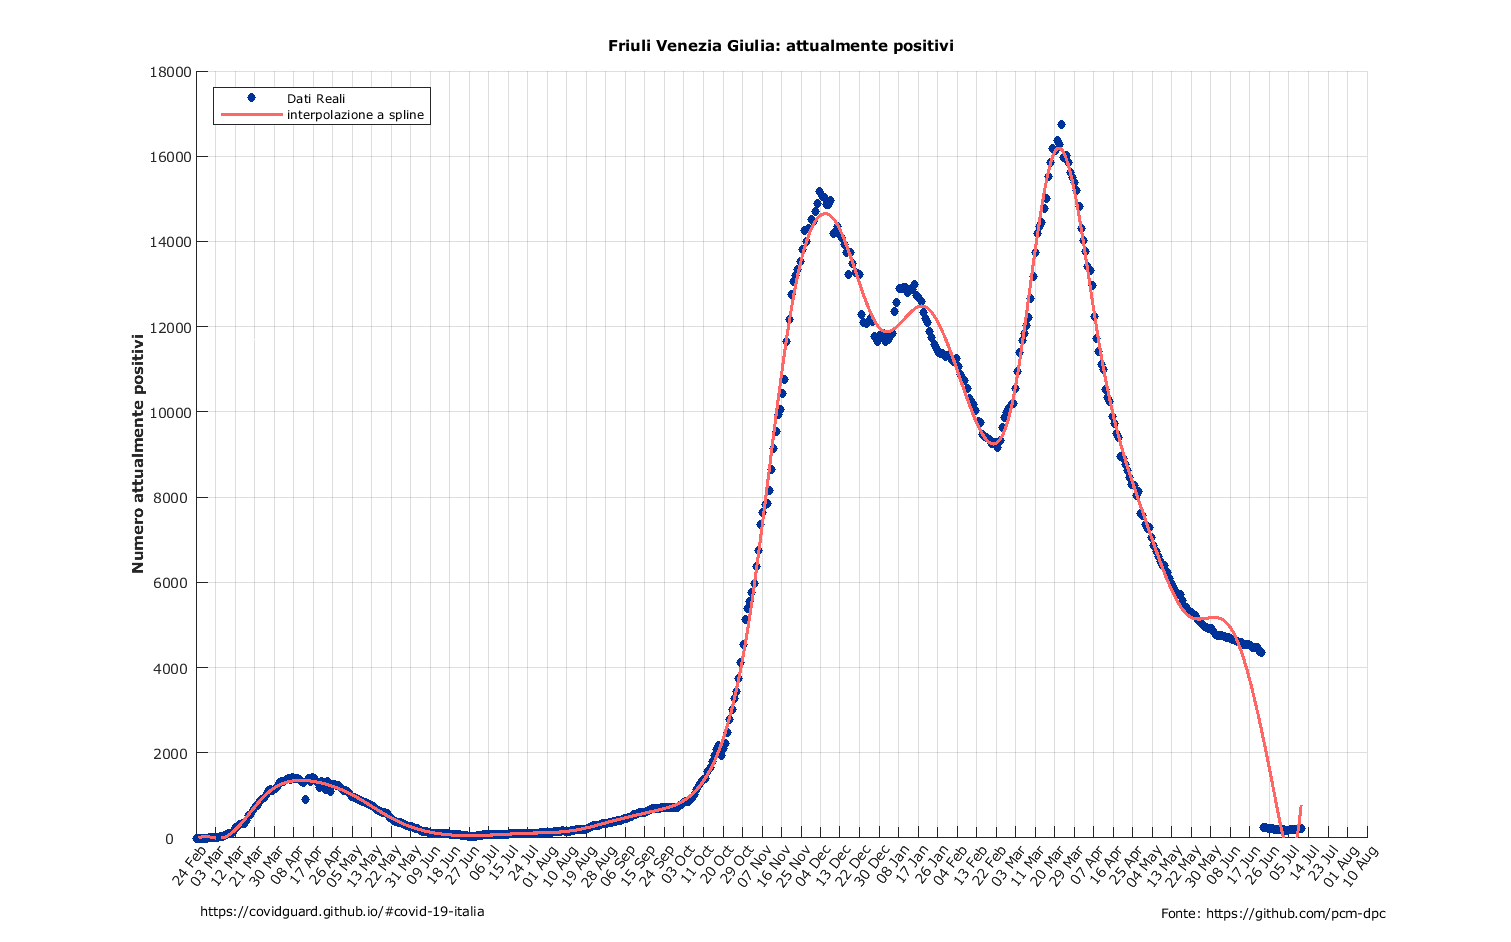 Friuli Venezia Giulia: attualmente positivi
Dati Reali
interpolazione a spline
Numero attualmente positivi
18000
16000
14000
12000
10000
8000
6000
4000
2000
0
24 Feb
03 Mar
12 Mar
21 Mar
30 Mar
08 Apr
17 Apr
26 Apr
05 May
13 May
22 May
31 May
09 Jun
18 Jun
27 Jun
06 Jul
15 Jul
24 Jul
01 Aug
10 Aug
19 Aug
28 Aug
06 Sep
15 Sep
24 Sep
03 Oct
11 Oct
20 Oct
29 Oct
07 Nov
16 Nov
25 Nov
04 Dec
13 Dec
22 Dec
30 Dec
08 Jan
17 Jan
26 Jan
04 Feb
13 Feb
22 Feb
03 Mar
11 Mar
20 Mar
29 Mar
07 Apr
16 Apr
25 Apr
04 May
13 May
22 May
30 May
08 Jun
17 Jun
26 Jun
05 Jul
14 Jul
23 Jul
01 Aug
10 Aug
https://covidguard.github.io/#covid-19-italia
Fonte: https://github.com/pcm-dpc